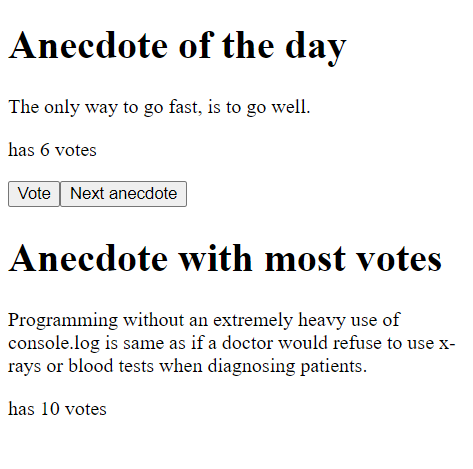 Anecdote of the day
The only way to go fast, is to go well.
has 6 votes
Vote Next anecdote
Anecdote with most votes
Programming without an extremely heavy use of
console.log is same as if a doctor would refuse to use x-
rays or blood tests when diagnosing patients.
has 10 votes